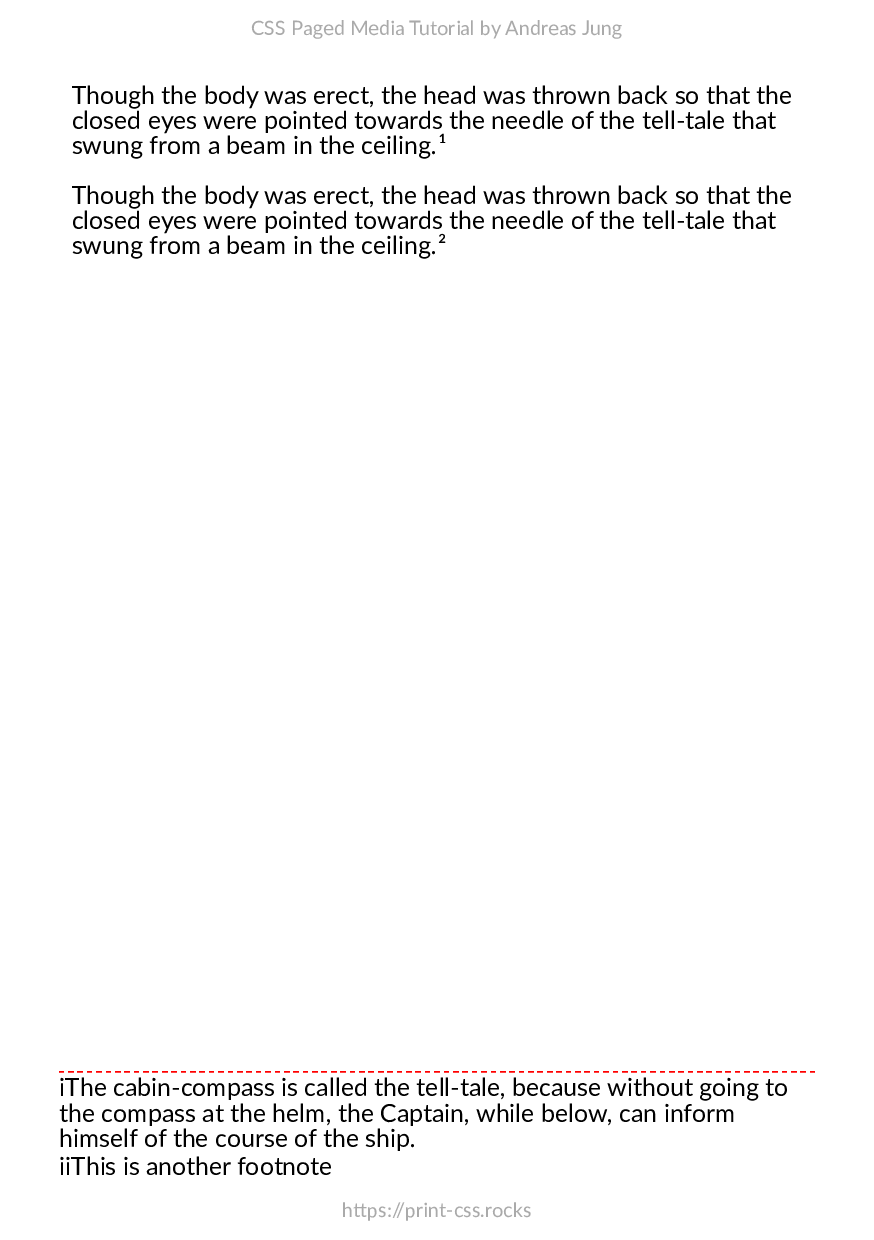 CSS Paged Media Tutorial by Andreas Jung
Though the body was erect, the head was thrown back so that the
closed eyes were pointed towards the needle of the tell-tale that
swung from a beam in the ceiling.¹
Though the body was erect, the head was thrown back so that the
closed eyes were pointed towards the needle of the tell-tale that
swung from a beam in the ceiling.²
iThe cabin-compass is called the tell-tale, because without going to
the compass at the helm, the Captain, while below, can inform
himself of the course of the ship.
iiThis is another footnote
https://print-css.rocks